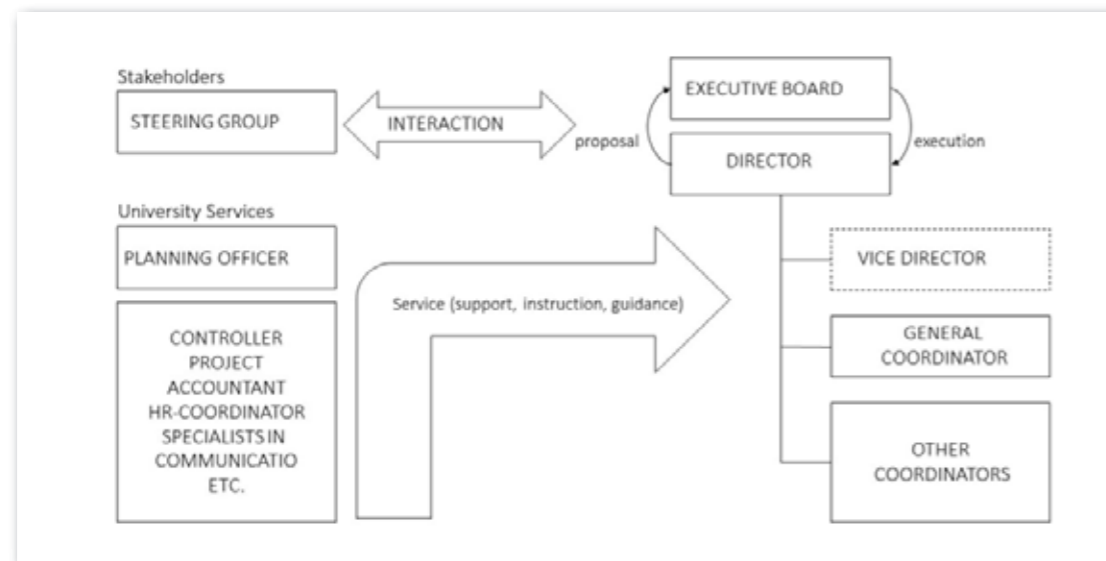 Stakeholders
STEERING GROUP
INTERACTION
EXECUTIVE BOARD
proposal
execution
DIRECTOR
University Services
PLANNING OFFICER
VICE DIRECTOR
Service (support, instruction, guidance)
GENERAL
COORDINATOR
CONTROLLER
PROJECT
ACCOUNTANT
HR-COORDINATOR
SPECIALISTS IN
COMMUNICATIO
ETC.
OTHER
COORDINATORS